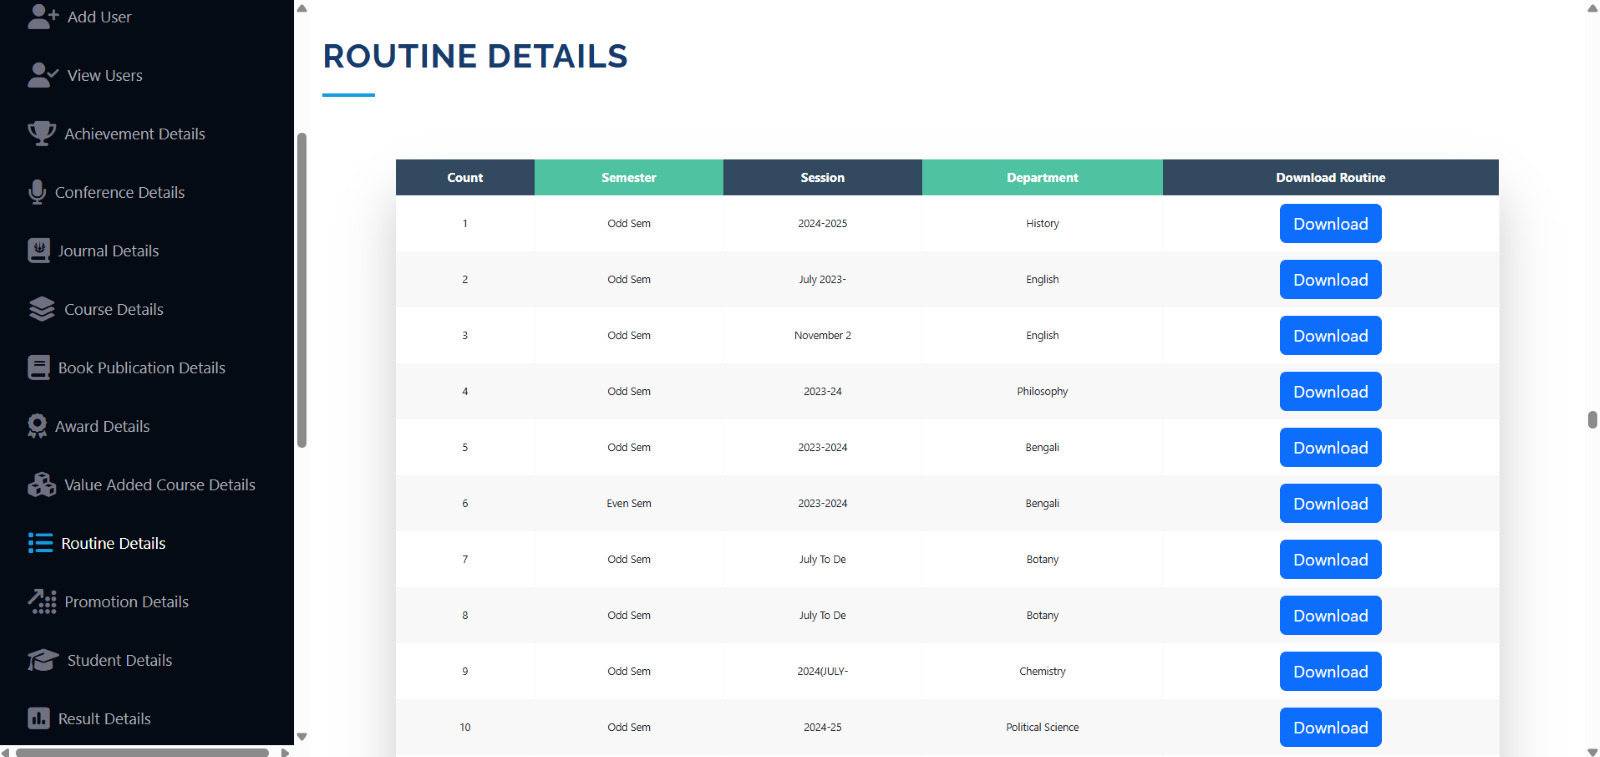 Add User
View Users
Achievement Details
Conference Details
Journal Details
Course Details
Book Publication Details
Award Details
Value Added Course Details
Routine Details
Promotion Details
Student Details
Result Details
ROUTINE DETAILS
Count Semester Session Department Download Routine
1 Odd Sem 2024-2025 History Download
2 Odd Sem July 2023- English Download
3 Odd Sem November 2 English Download
4 Odd Sem 2023-24 Philosophy Download
5 Odd Sem 2023-2024 Bengali Download
6 Even Sem 2023-2024 Bengali Download
7 Odd Sem July To De Botany Download
8 Odd Sem July To De Botany Download
9 Odd Sem 2024(JULY- Chemistry Download
10 Odd Sem 2024-25 Political Science Download